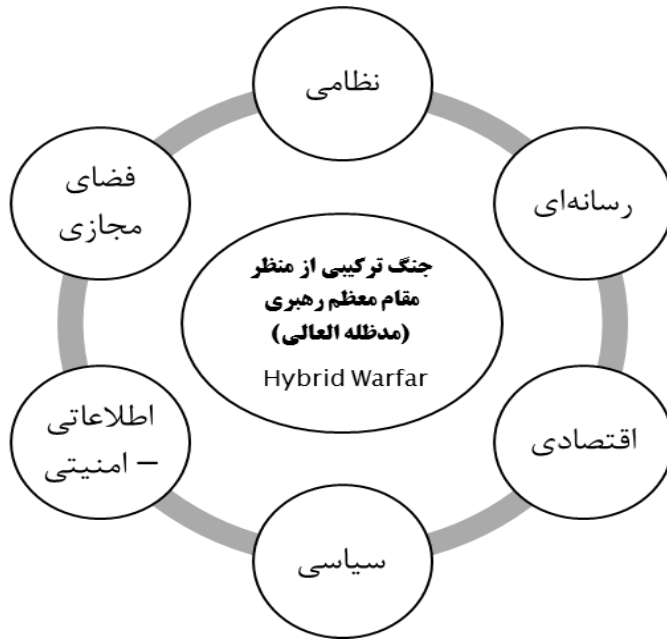 نظامی
رسانه‌ای
اقتصادی
سیاسی
اطلاعاتی
– امنیتی
فضای
مجازی
جنگ ترکیبی از منظر
مقام معظم رهبری
(مدظله العالی)
Hybrid Warfar